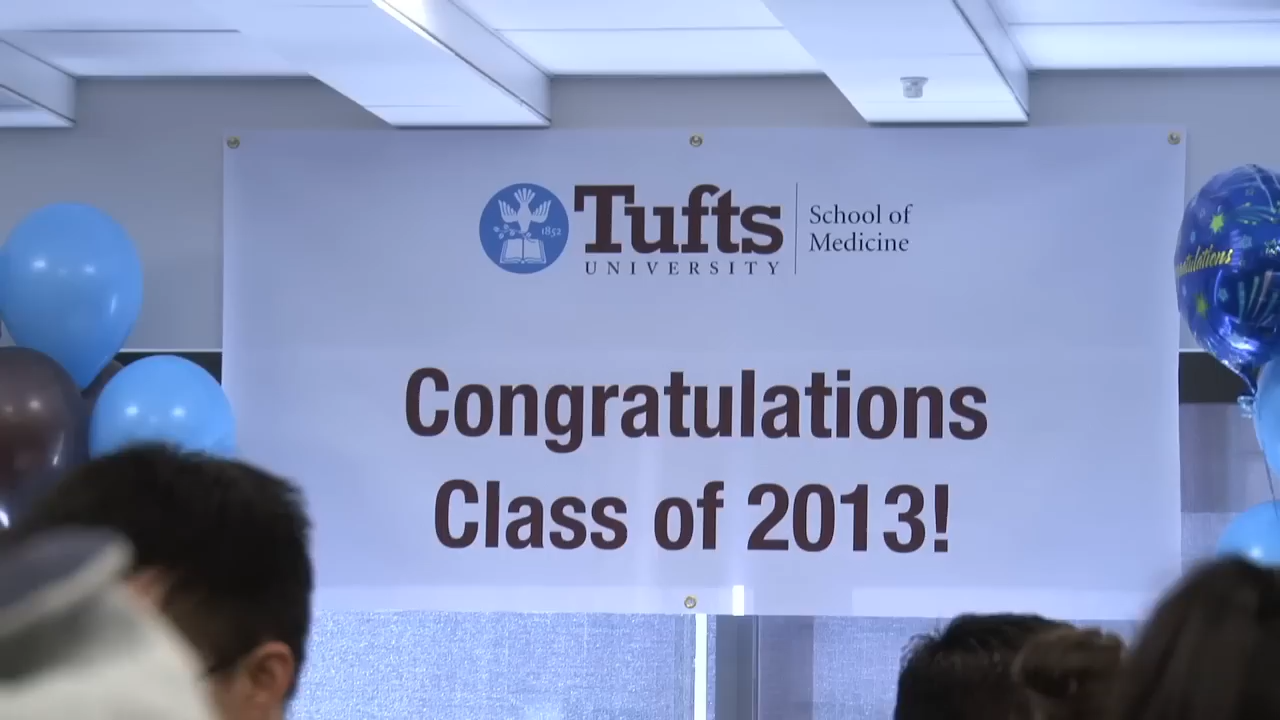 1852
Tufts
UNIVERSITY
School of
Medicine
Congratulations
Class of 2013!